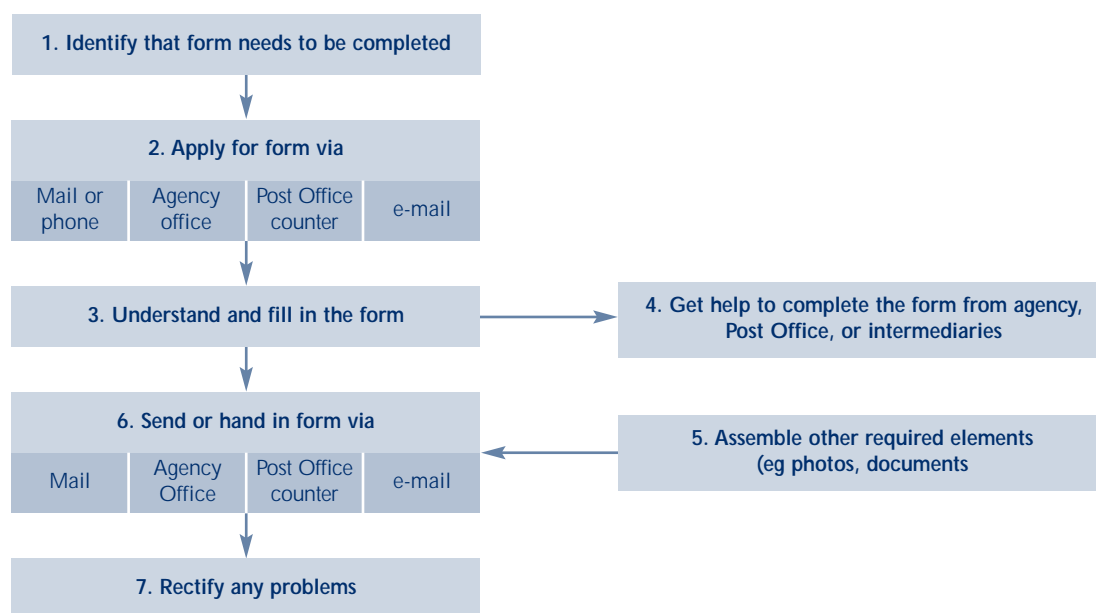 1. Identify that form needs to be completed
2. Apply for form via
Mail or
phone
Agency
office
Post Office
counter
e-mail
3. Understand and fill in the form
4. Get help to complete the form from agency,
Post Office, or intermediaries
6. Send or hand in form via
Mail
Agency
Office
Post Office
counter
e-mail
5. Assemble other required elements
(eg photos, documents
7. Rectify any problems